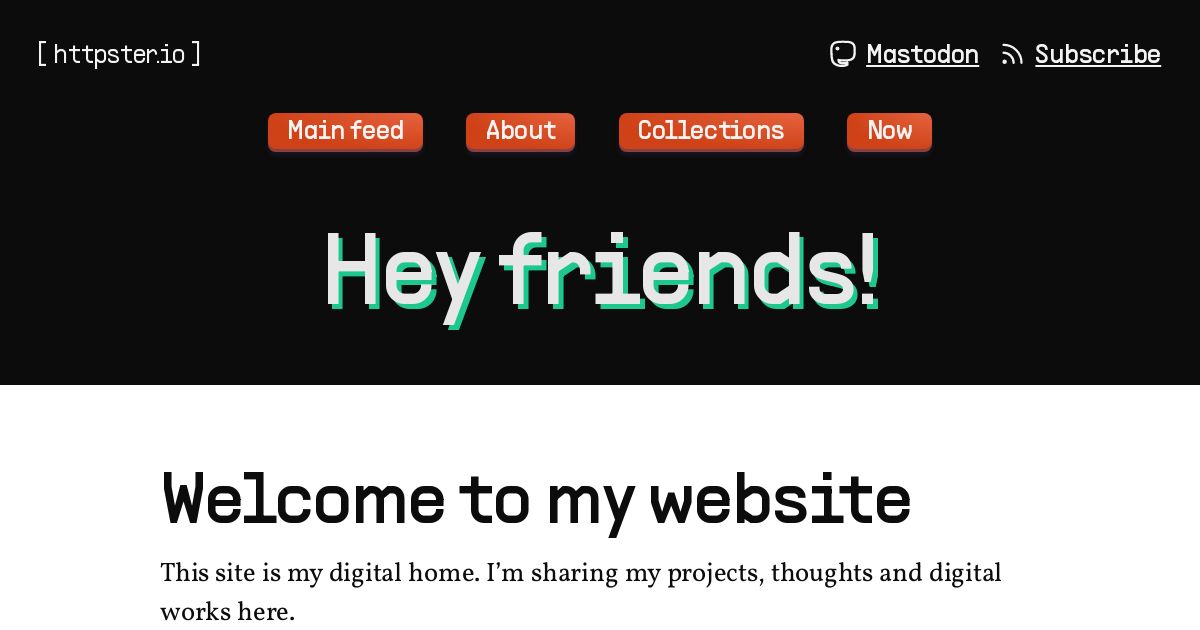 [ httpster.io ]
Mastodon Subscribe
Main feed About Collections Now
Hey friends!
Welcome to my website
This site is my digital home. I’m sharing my projects, thoughts and digital
works here.